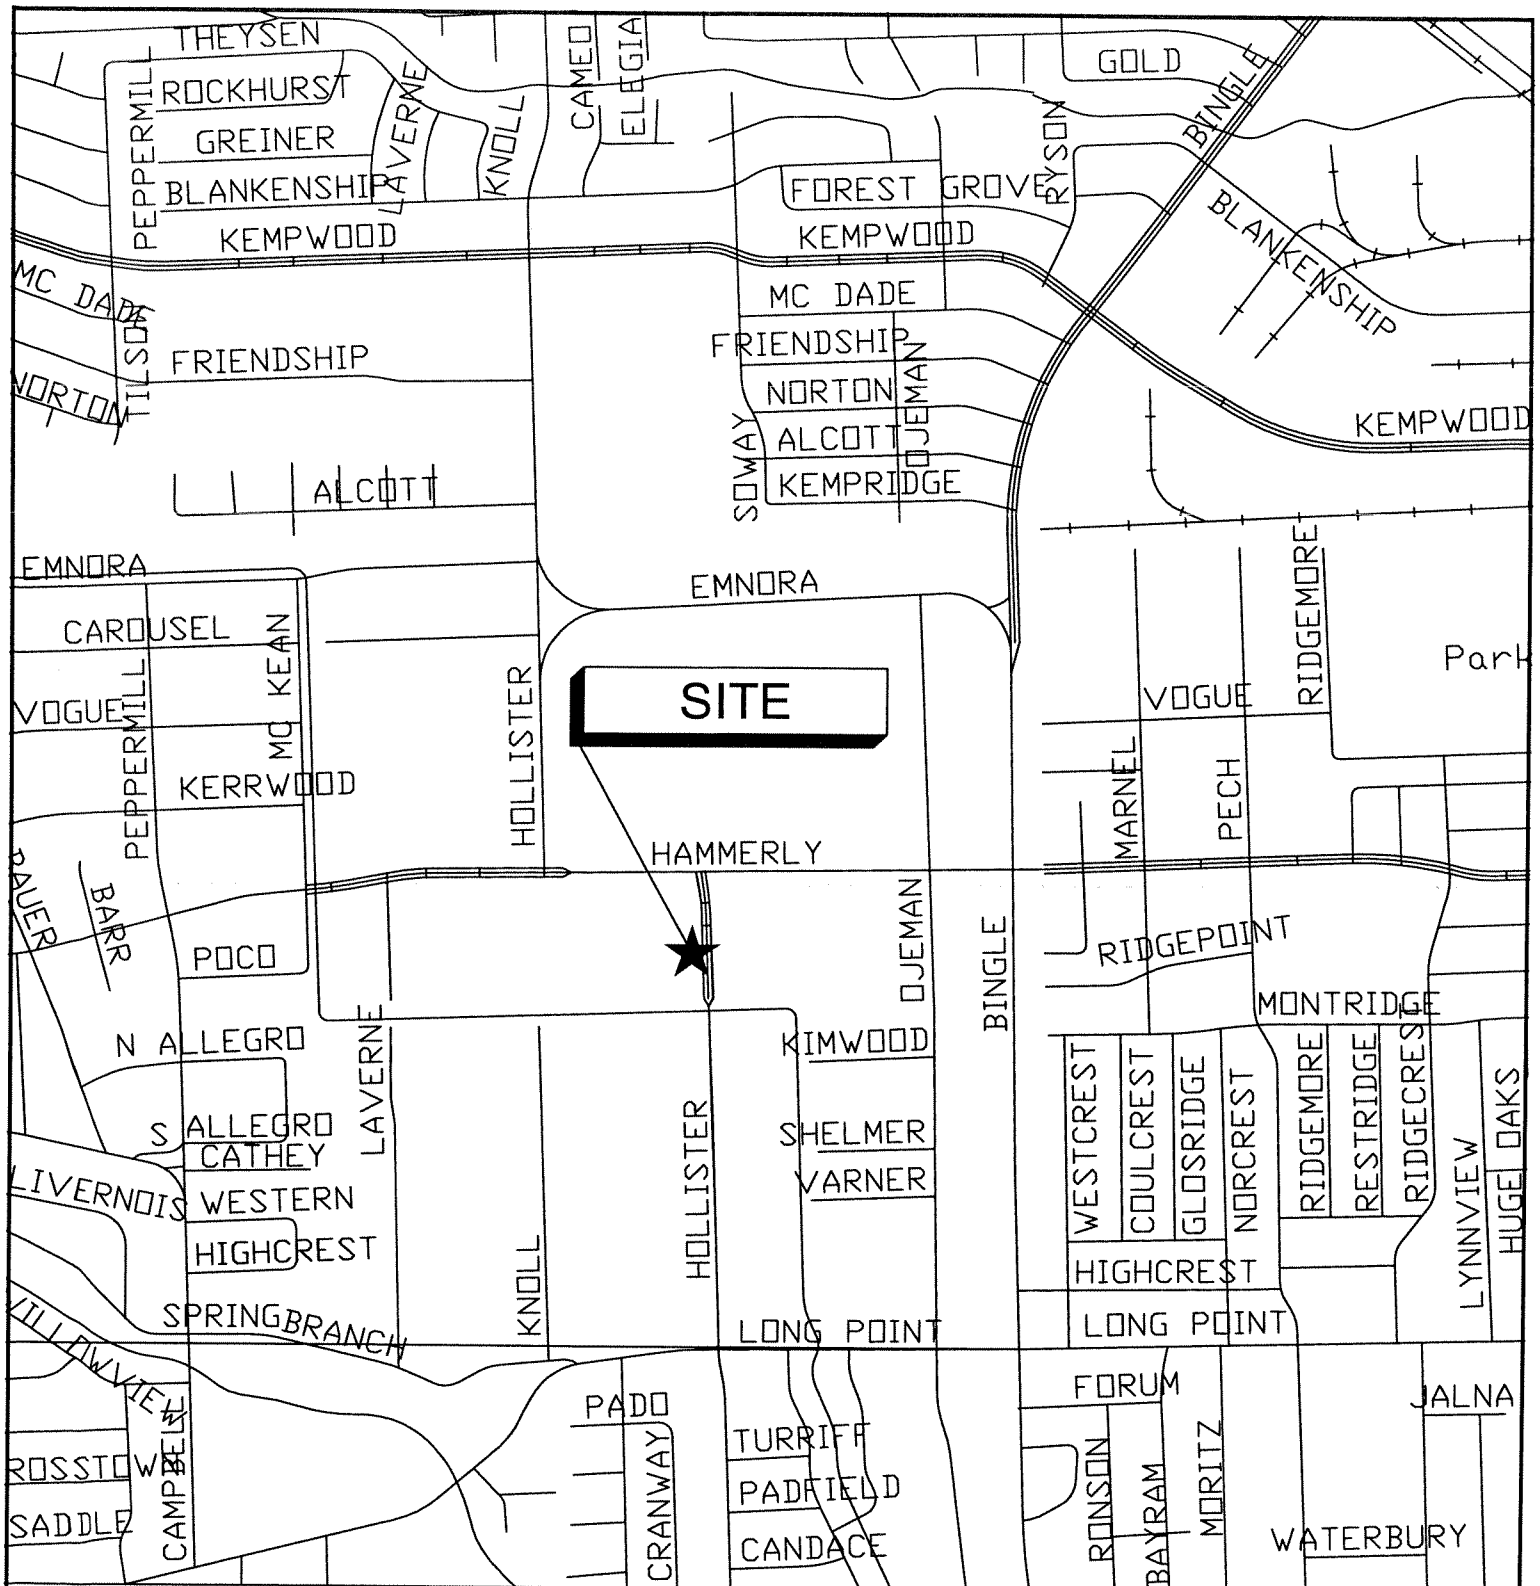 THEYSEN
CAMEO
ELEGIA
GOLD
BINGLE
PEPPERMILL
ROCKHURST
LAVERNE
KNOLL
GREINER
RYSON
BLANKENSHIP
FOREST GROVE
BLANKENSHIP
KEMPWOOD
KEMPWOOD
MC DADE
MC DADE
TILSON
FRIENDSHIP
FRIENDSHIP
OJEMAN
NORTON
NORTON
KEMPWOOD
SOWAY
ALCOTT
ALCOTT
KEMPRIDGE
EMNORA
EMNORA
RIDGEMORE
CAROUSEL
MC KEAN
Park
PEPPERMILL
HOLLISTER
SITE
VOGUE
VOGUE
KERRWOOD
MARNEL
PECH
HAMMERLY
BAUER
BARR
OJEMAN
BINGLE
RIDGEPOINT
POCO
MONTRIDGE
LAVERNE
N ALLEGRO
KIMWOOD
WESTCREST
COULCREST
GLOSRIDGE
NORCREST
RIDGEMORE
RESTRIDGE
RIDGECREST
HUGE OAKS
HOLLISTER
S ALLEGRO
SHELMER
CATHEY
LYNNVIEW
LIVERNOIS
WESTERN
VARNER
HIGHCREST
KNOLL
HIGHCREST
SPRINGBRANCH
LONG POINT
LONG POINT
WILLOWVIEW
CAMPBELL
PADO
FORUM
JALNA
TURRIFF
CRANWAY
RONSON
BAYRAM
MORITZ
ROSSTOWN
PADFIELD
SADDLE
CANDACE
WATERBURY